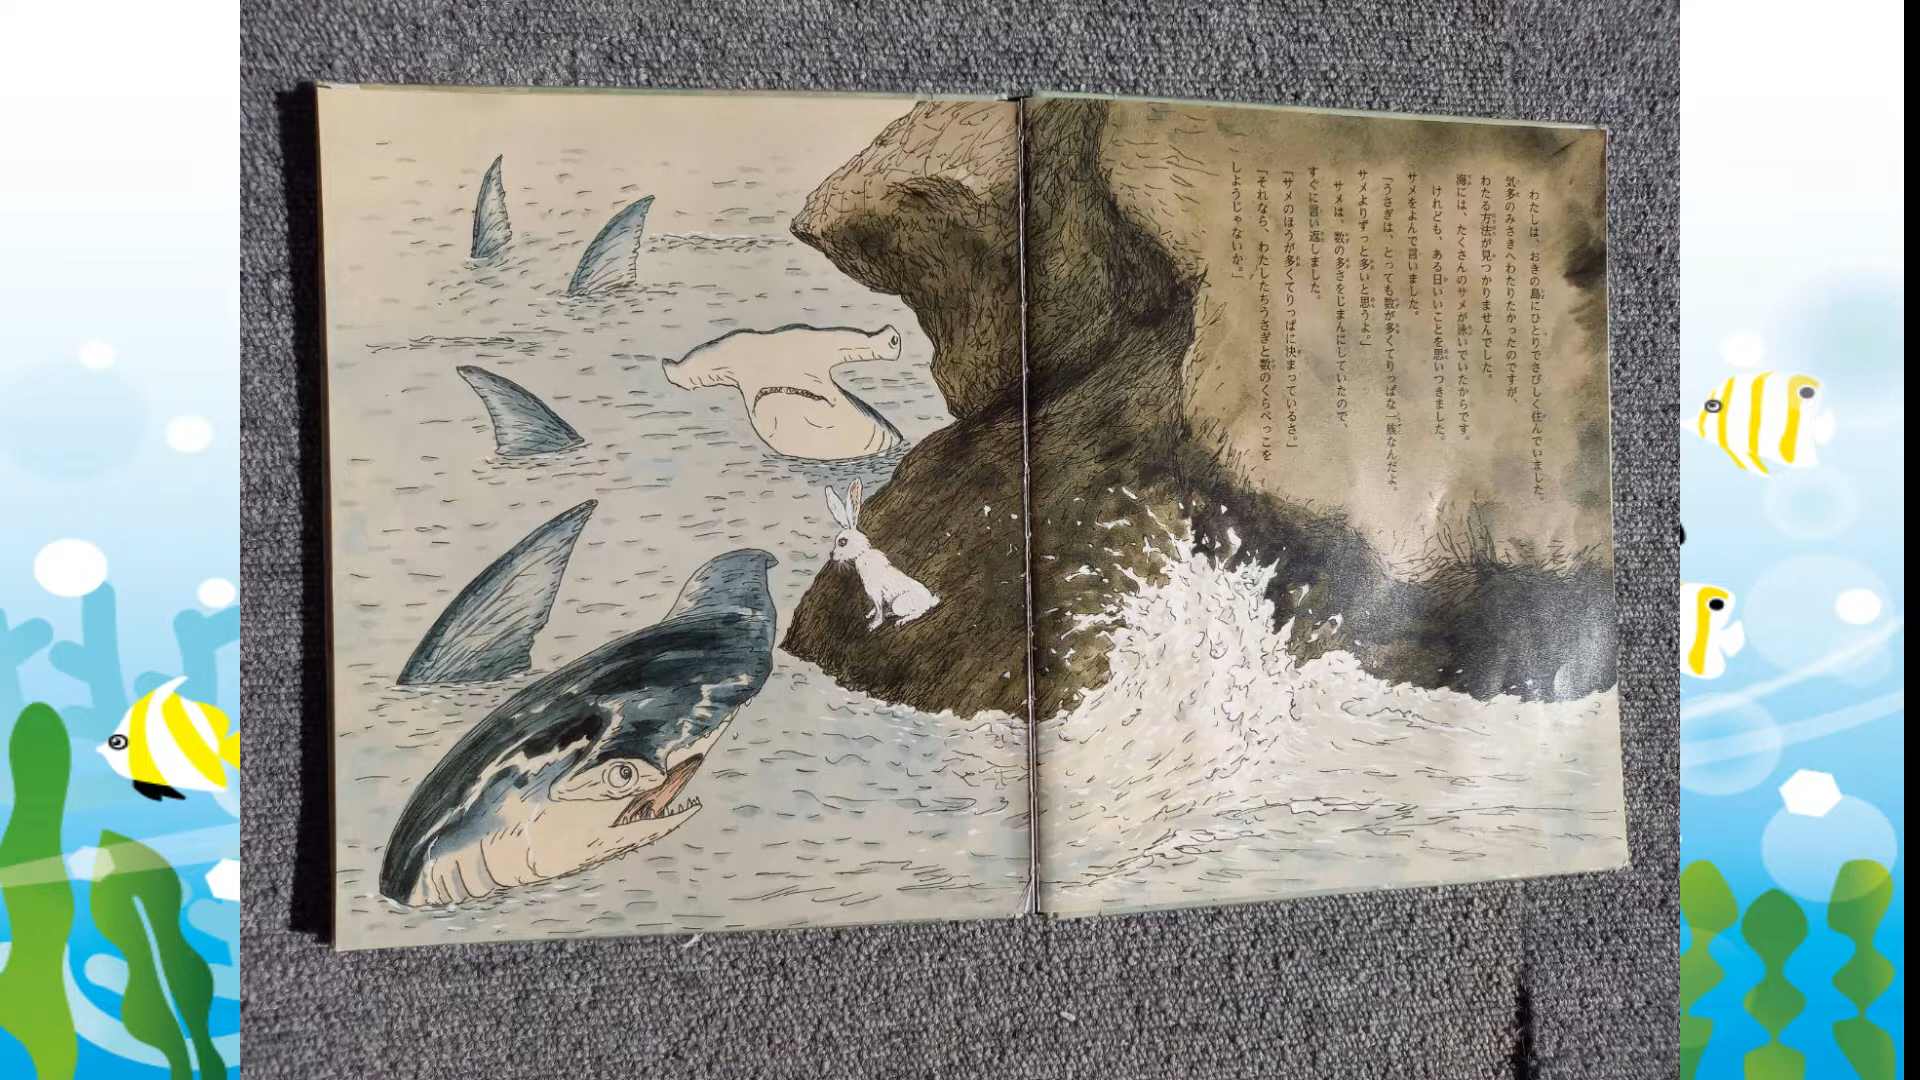 わたしは、おきの島にひとりでさびしく住んでいました。
気多のみさきへわたりたかったのですが、
わたる方法が見つかりませんでした。
海には、たくさんのサメが泳いでいたからです。
けれども、ある日いいことを思いつきました。
サメをよんで言いました。
「うさぎは、とっても数が多くてりっぱな一族なんだよ。
サメよりずっと多いと思うよ。」
サメは、数の多さをじまんにしていたので、
すぐに言い返しました。
「サメのほうが多くてりっぱに決まっているさ。」
「それなら、わたしたちうさぎと数のくらべっこを
しようじゃないか。」